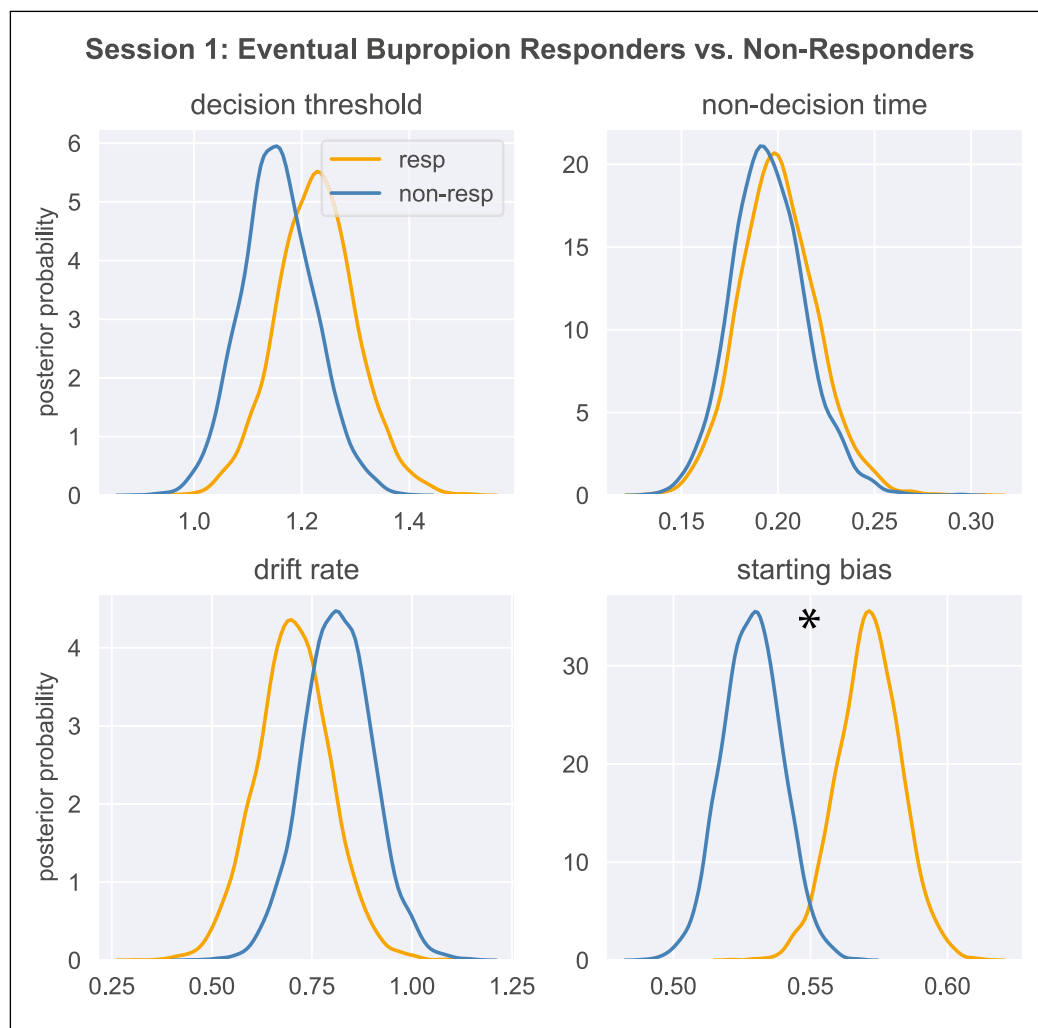 Session 1: Eventual Bupropion Responders vs. Non-Responders
decision threshold
posterior probability
6
5
4
3
2
1
0
1.0 1.2 1.4
resp
non-resp
non-decision time
20
15
10
5
0
0.15 0.20 0.25 0.30
drift rate
posterior probability
4
3
2
1
0
0.25 0.50 0.75 1.00 1.25
starting bias
*
30
20
10
0
0.50 0.55 0.60